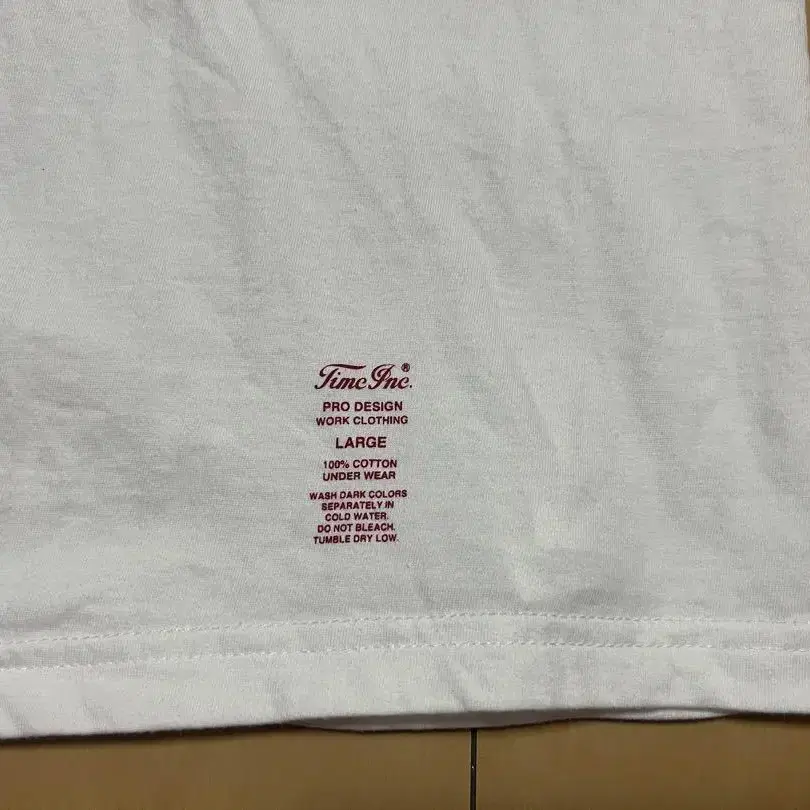 Time Inc.®
PRO DESIGN
WORK CLOTHING
LARGE
100% COTTON
UNDER WEAR
WASH DARK COLORS
SEPARATELY IN
COLD WATER.
DO NOT BLEACH.
TUMBLE DRY LOW.